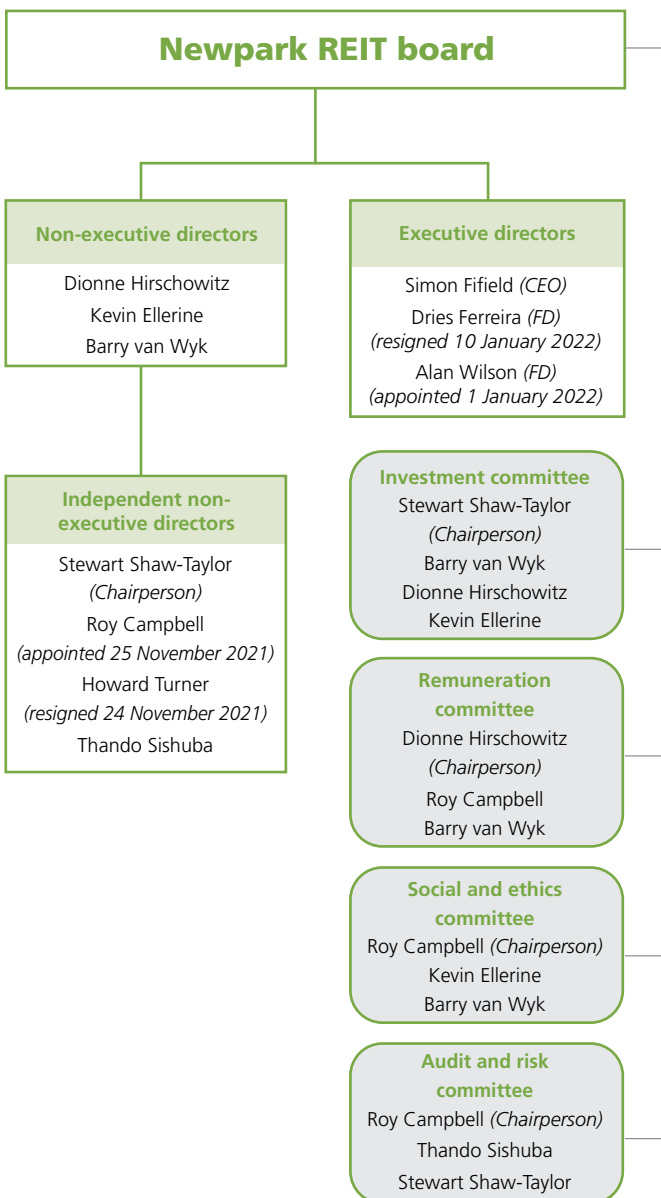 Newpark REIT board
Non-executive directors
Dionne Hirschowitz
Kevin Ellerine
Barry van Wyk
Executive directors
Simon Fifield (CEO)
Dries Ferreira (FD)
(resigned 10 January 2022)
Alan Wilson (FD)
(appointed 1 January 2022)
Independent non-
executive directors
Stewart Shaw-Taylor
(Chairperson)
Roy Campbell
(appointed 25 November 2021)
Howard Turner
(resigned 24 November 2021)
Thando Sishuba
Investment committee
Stewart Shaw-Taylor
(Chairperson)
Barry van Wyk
Dionne Hirschowitz
Kevin Ellerine
Remuneration
committee
Dionne Hirschowitz
(Chairperson)
Roy Campbell
Barry van Wyk
Social and ethics
committee
Roy Campbell (Chairperson)
Kevin Ellerine
Barry van Wyk
Audit and risk
committee
Roy Campbell (Chairperson)
Thando Sishuba
Stewart Shaw-Taylor